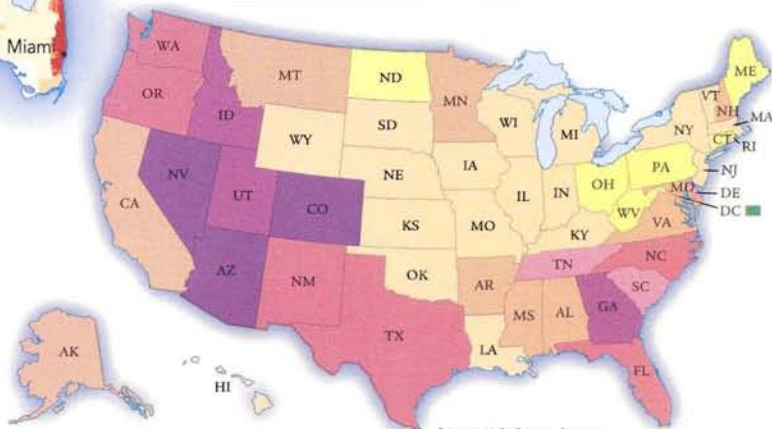 Miami
WA
MT
ND
MN
ME
OR
ID
SD
WI
MI
VT
NH
NY
MA
WY
CT
RI
NV
NE
IA
PA
NJ
CA
UT
CO
IL
IN
OH
MD
DE
WV
DC
KS
MO
KY
VA
AZ
NM
OK
AR
TN
NC
SC
TX
MS
AL
GA
LA
FL
AK
HI